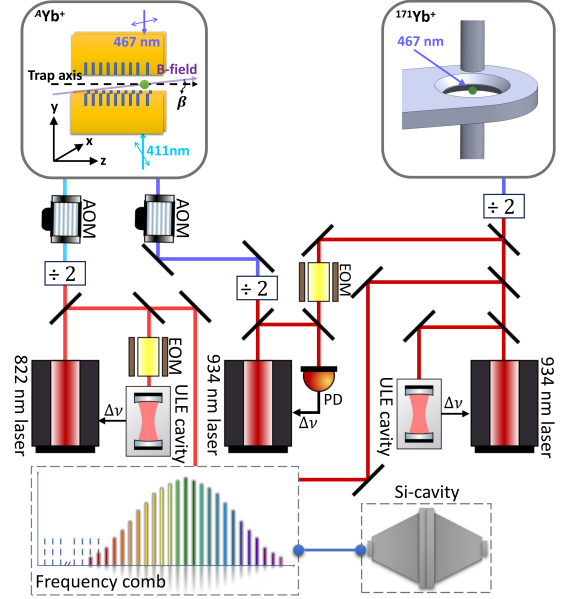 ᴬYb⁺
467 nm
Trap axis
B-field
β
y
x
z
411nm
¹⁷¹Yb⁺
467 nm
AOM
AOM
÷ 2
÷ 2
÷ 2
EOM
EOM
822 nm laser
Δν
ULE cavity
934 nm laser
PD
Δν
ULE cavity
Δν
934 nm laser
Si-cavity
Frequency comb